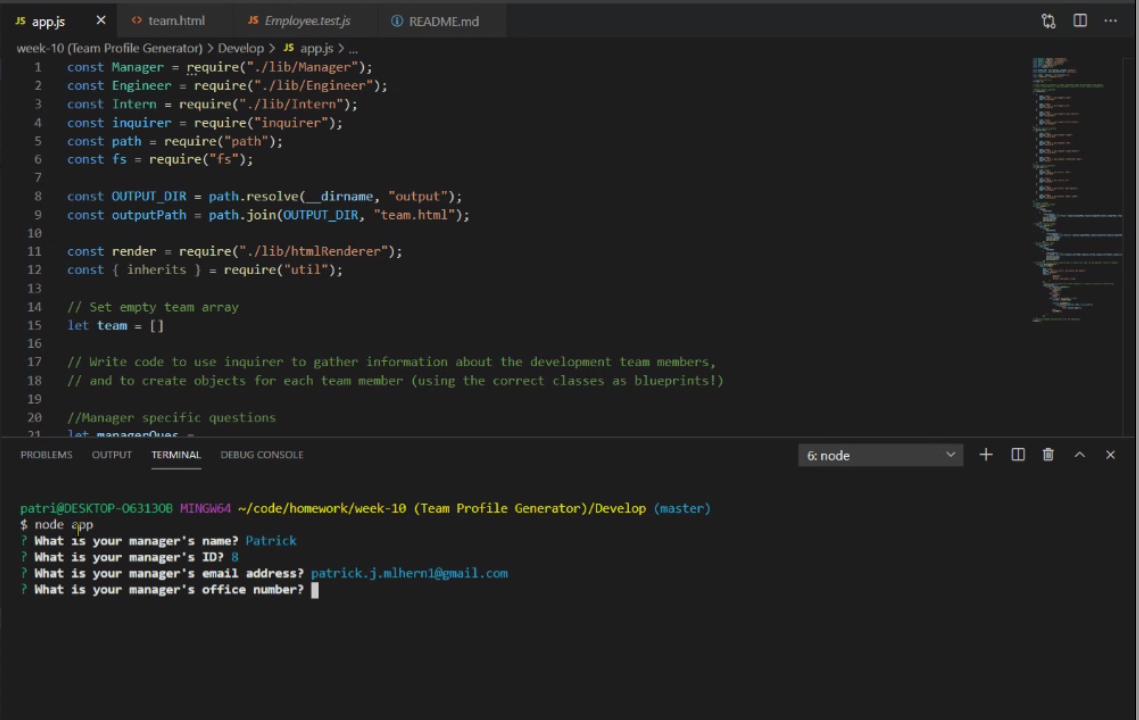 JS app.js × <> team.html JS Employee.test.js README.md
week-10 (Team Profile Generator) > Develop > JS app.js > ...
1 const Manager = require("./lib/Manager");
2 const Engineer = require("./lib/Engineer");
3 const Intern = require("./lib/Intern");
4 const inquirer = require("inquirer");
5 const path = require("path");
6 const fs = require("fs");
7
8 const OUTPUT_DIR = path.resolve(__dirname, "output");
9 const outputPath = path.join(OUTPUT_DIR, "team.html");
10
11 const render = require("./lib/htmlRenderer");
12 const { inherits } = require("util");
13
14 // Set empty team array
15 let team = []
16
17 // Write code to use inquirer to gather information about the development team members,
18 // and to create objects for each team member (using the correct classes as blueprints!)
19
20 //Manager specific questions
21 let managerQues =
PROBLEMS OUTPUT TERMINAL DEBUG CONSOLE 6: node
patri@DESKTOP-O6313OB MINGW64 ~/code/homework/week-10 (Team Profile Generator)/Develop (master)
$ node app
? What is your manager's name? Patrick
? What is your manager's ID? 8
? What is your manager's email address? patrick.j.mlhern1@gmail.com
? What is your manager's office number?